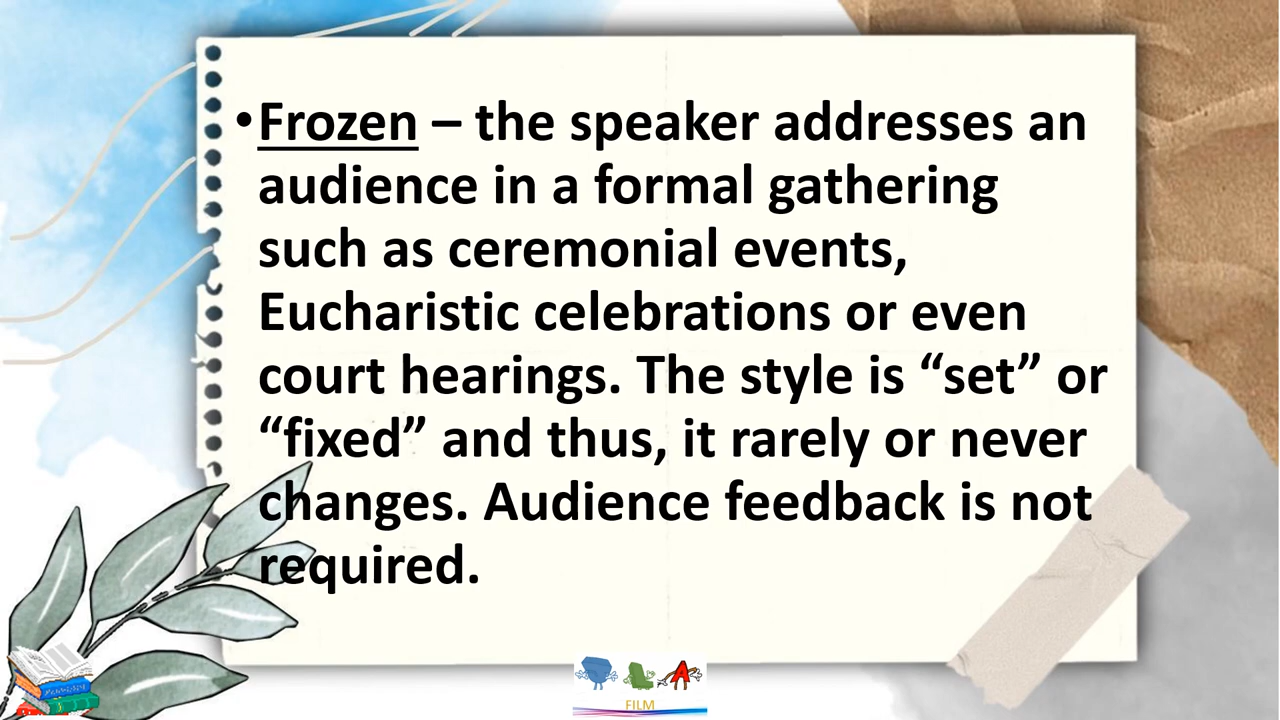 •Frozen – the speaker addresses an
audience in a formal gathering
such as ceremonial events,
Eucharistic celebrations or even
court hearings. The style is “set” or
“fixed” and thus, it rarely or never
changes. Audience feedback is not
required.
FILM